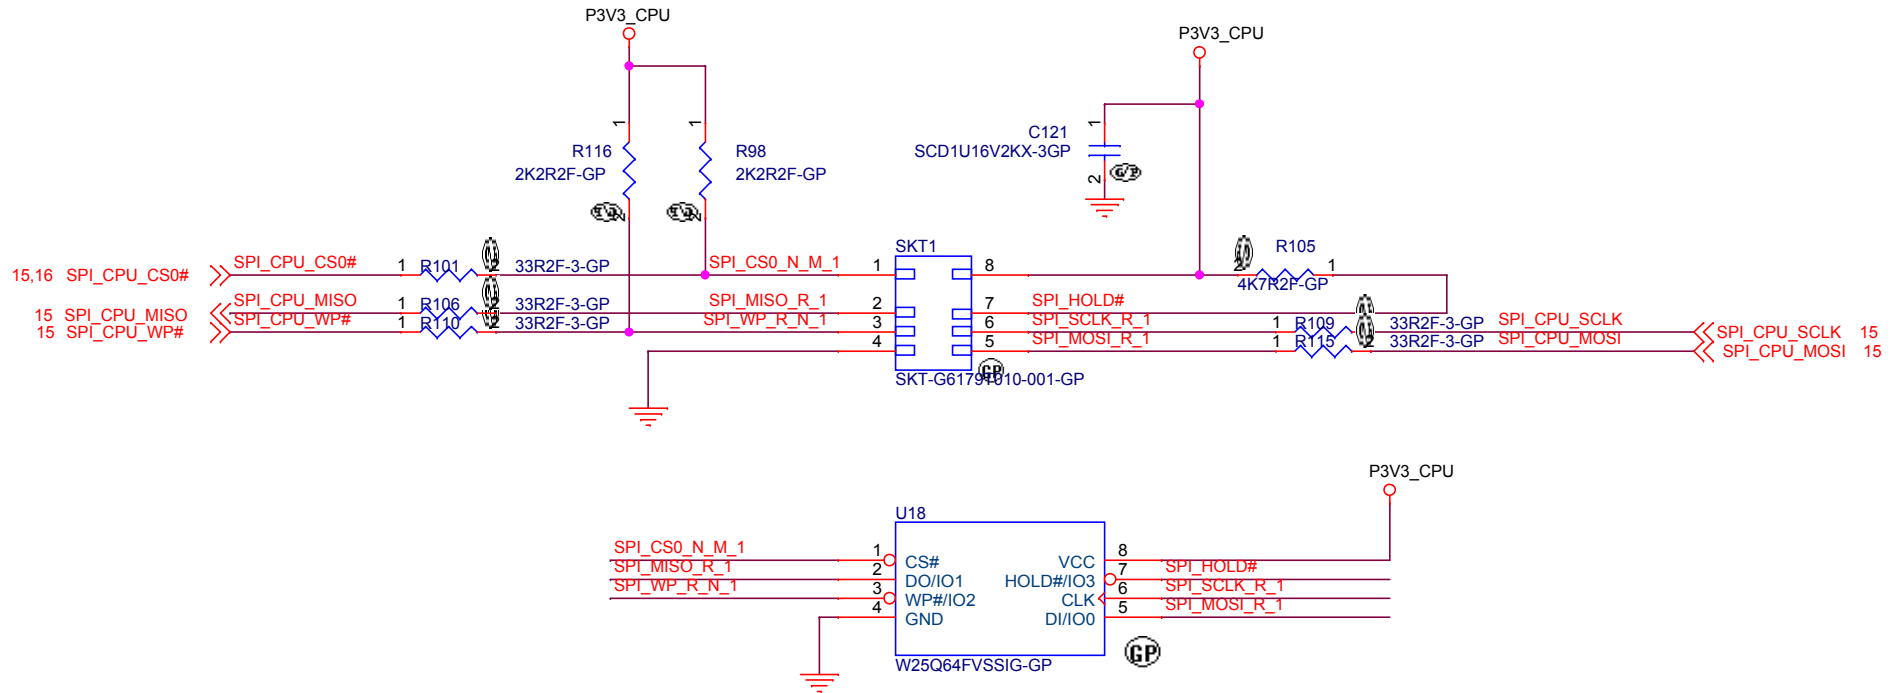 P3V3_CPU
P3V3_CPU
1
1
R116
2K2R2F-GP
R98
2K2R2F-GP
2
2
C121
SCD1U16V2KX-3GP
1
2
SKT1
R105
15,16 SPI_CPU_CS0#
SPI_CPU_CS0#
1 R101 2 33R2F-3-GP
SPI_CS0_N_M_1
1
8
2
1
4K7R2F-GP
15 SPI_CPU_MISO
SPI_CPU_MISO
1 R106 2 33R2F-3-GP
SPI_MISO_R_1
2
7
SPI_HOLD#
15 SPI_CPU_WP#
SPI_CPU_WP#
1 R110 2 33R2F-3-GP
SPI_WP_R_N_1
3
6
SPI_SCLK_R_1
1 R109 33R2F-3-GP
SPI_CPU_SCLK
SPI_CPU_SCLK 15
4
5
SPI_MOSI_R_1
1 R115 2 33R2F-3-GP
SPI_CPU_MOSI
SPI_CPU_MOSI 15
GP
SKT-G6179 010-001-GP
P3V3_CPU
U18
SPI_CS0_N_M_1
1
CS#
VCC
8
SPI_MISO_R_1
2
DO/IO1
HOLD#/IO3
7
SPI_HOLD#
SPI_WP_R_N_1
3
WP#/IO2
CLK
6
SPI_SCLK_R_1
4
GND
DI/IO0
5
SPI_MOSI_R_1
GP
W25Q64FVSSIG-GP